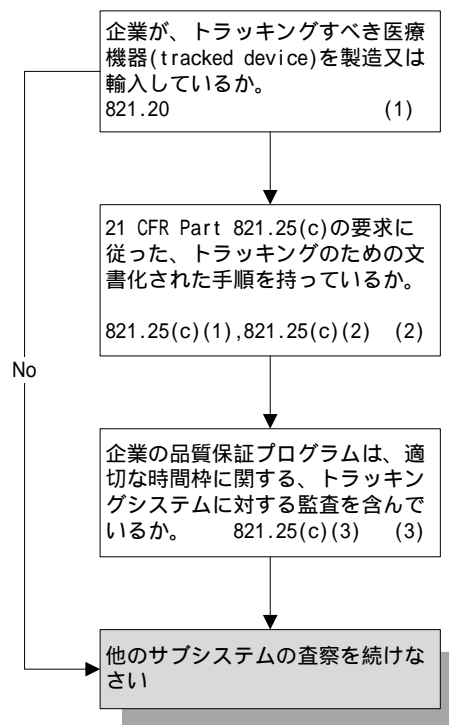 企業が、トラッキングすべき医療
機器(tracked device)を製造又は
輸入しているか。
821.20 (1)
21 CFR Part 821.25(c)の要求に
従った、トラッキングのための文
書化された手順を持っているか。
821.25(c)(1),821.25(c)(2) (2)
No
企業の品質保証プログラムは、適
切な時間枠に関する、トラッキン
グシステムに対する監査を含んで
いるか。 821.25(c)(3) (3)
他のサブシステムの査察を続けな
さい